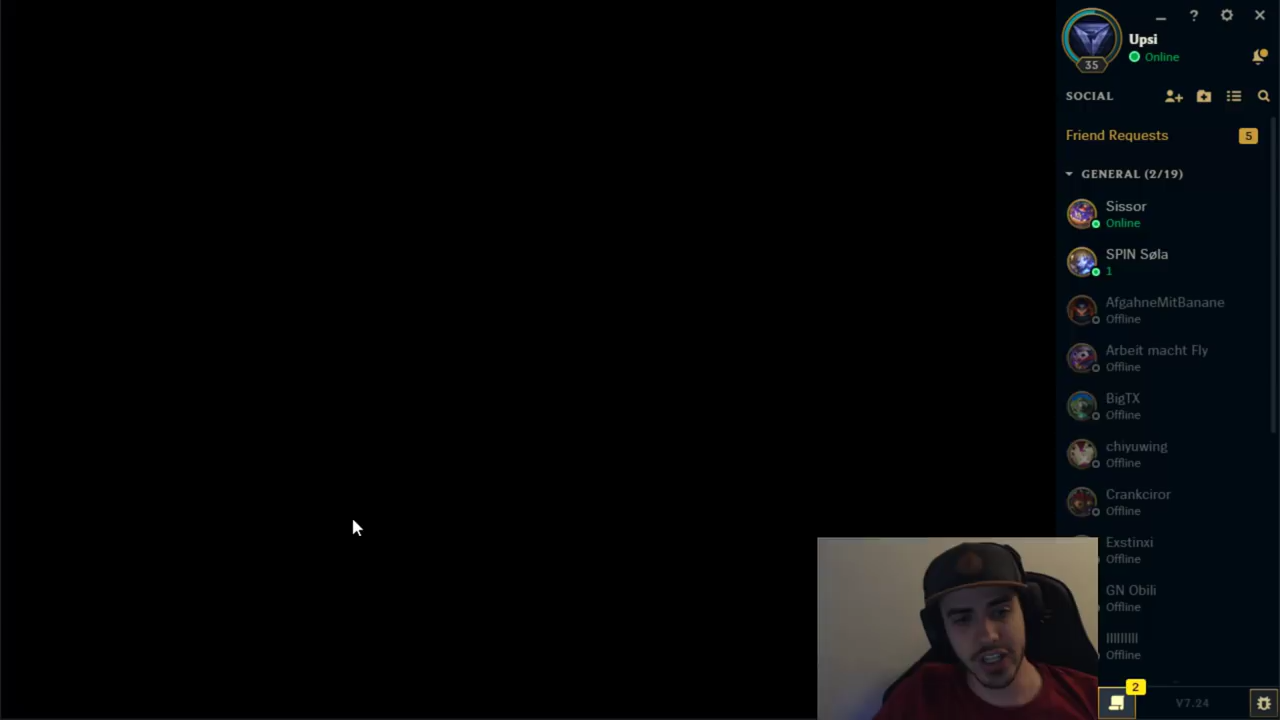 Upsi
35
Online
SOCIAL
Friend Requests
5
GENERAL (2/19)
Sissor
Online
SPIN Søla
1
AfgahneMitBanane
Offline
Arbeit macht Fly
Offline
BigTX
Offline
chiyuwing
Offline
Crankciror
Offline
Exstinxi
Offline
GN Obili
Offline
Offline
2
V7.24